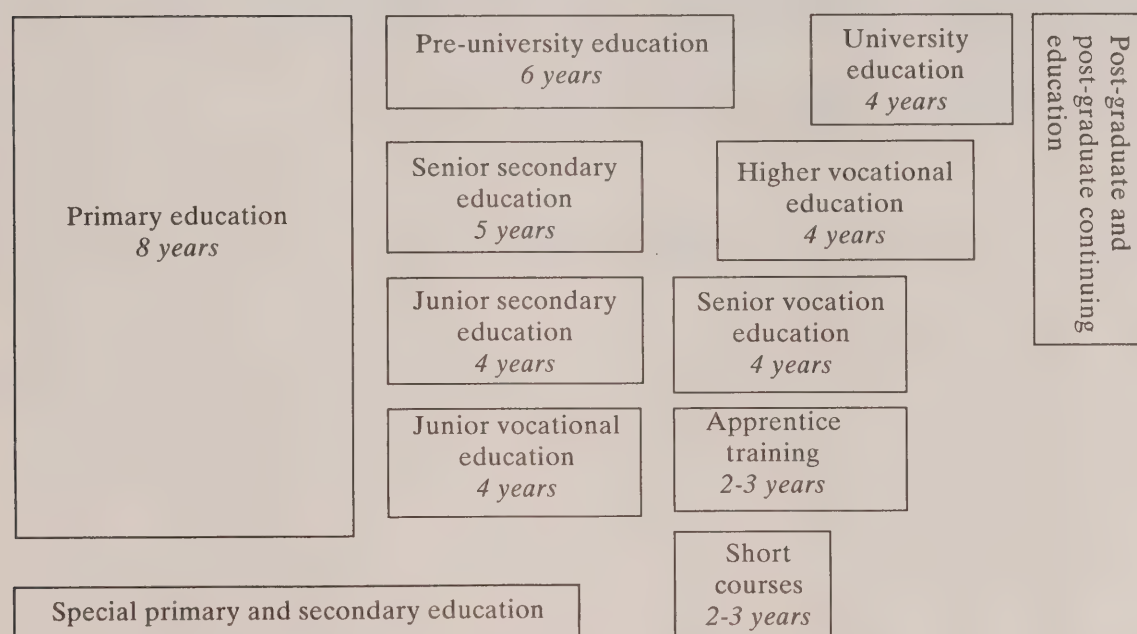 Primary education
8 years
Pre-university education
6 years
University
education
4 years
Post-graduate and
post-graduate continuing
education
Senior secondary
education
5 years
Higher vocational
education
4 years
Junior secondary
education
4 years
Senior vocation
education
4 years
Junior vocational
education
4 years
Apprentice
training
2-3 years
Short
courses
2-3 years
Special primary and secondary education